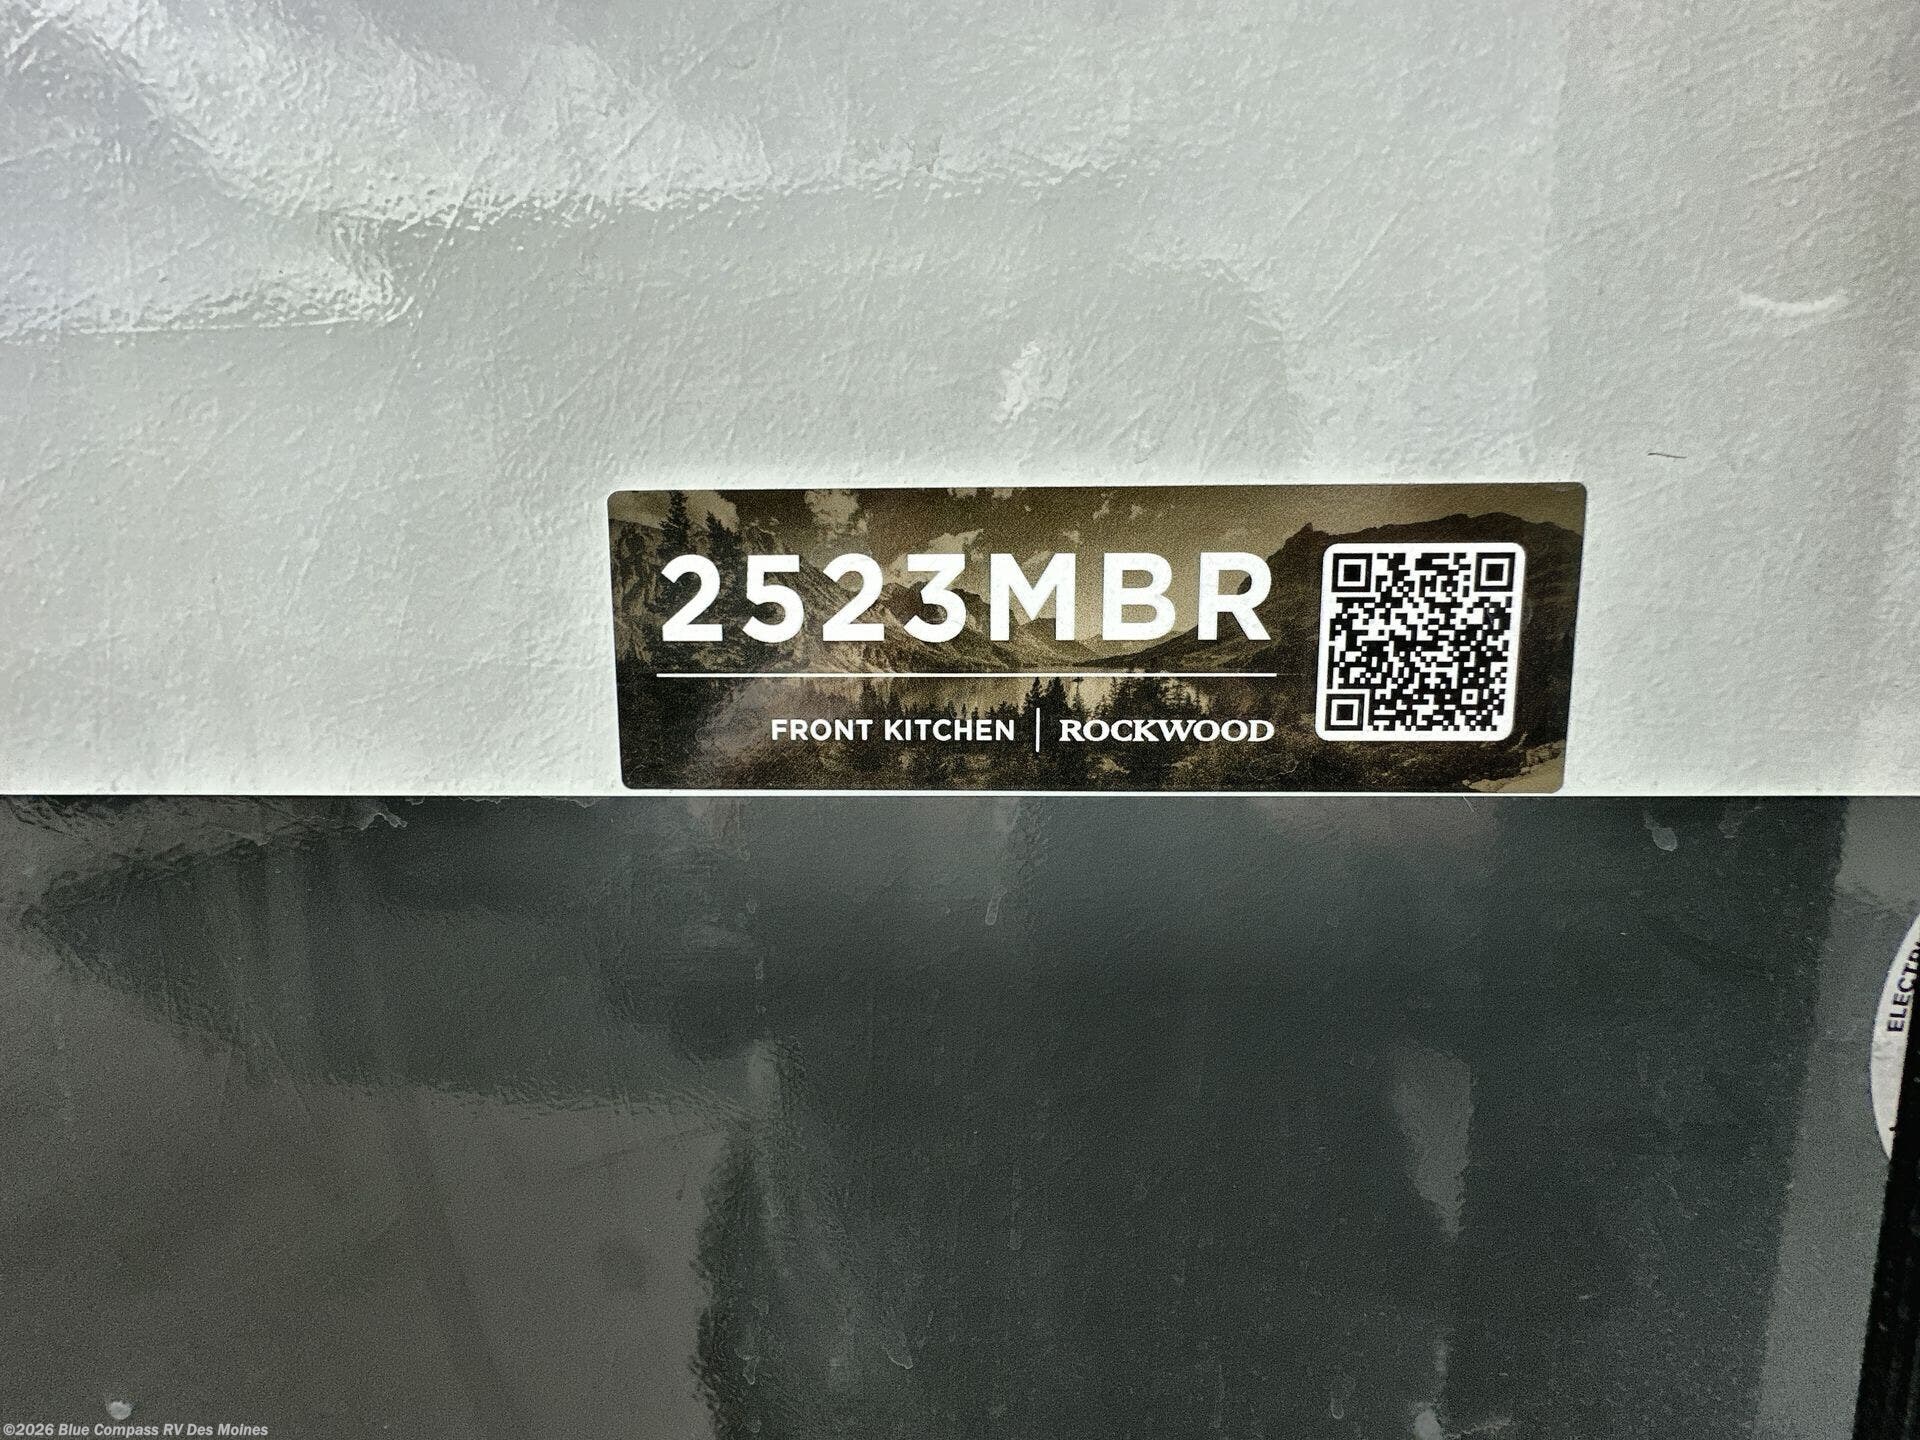 2523MBR
FRONT KITCHEN | ROCKWOOD
©2026 Blue Compass RV Des Moines